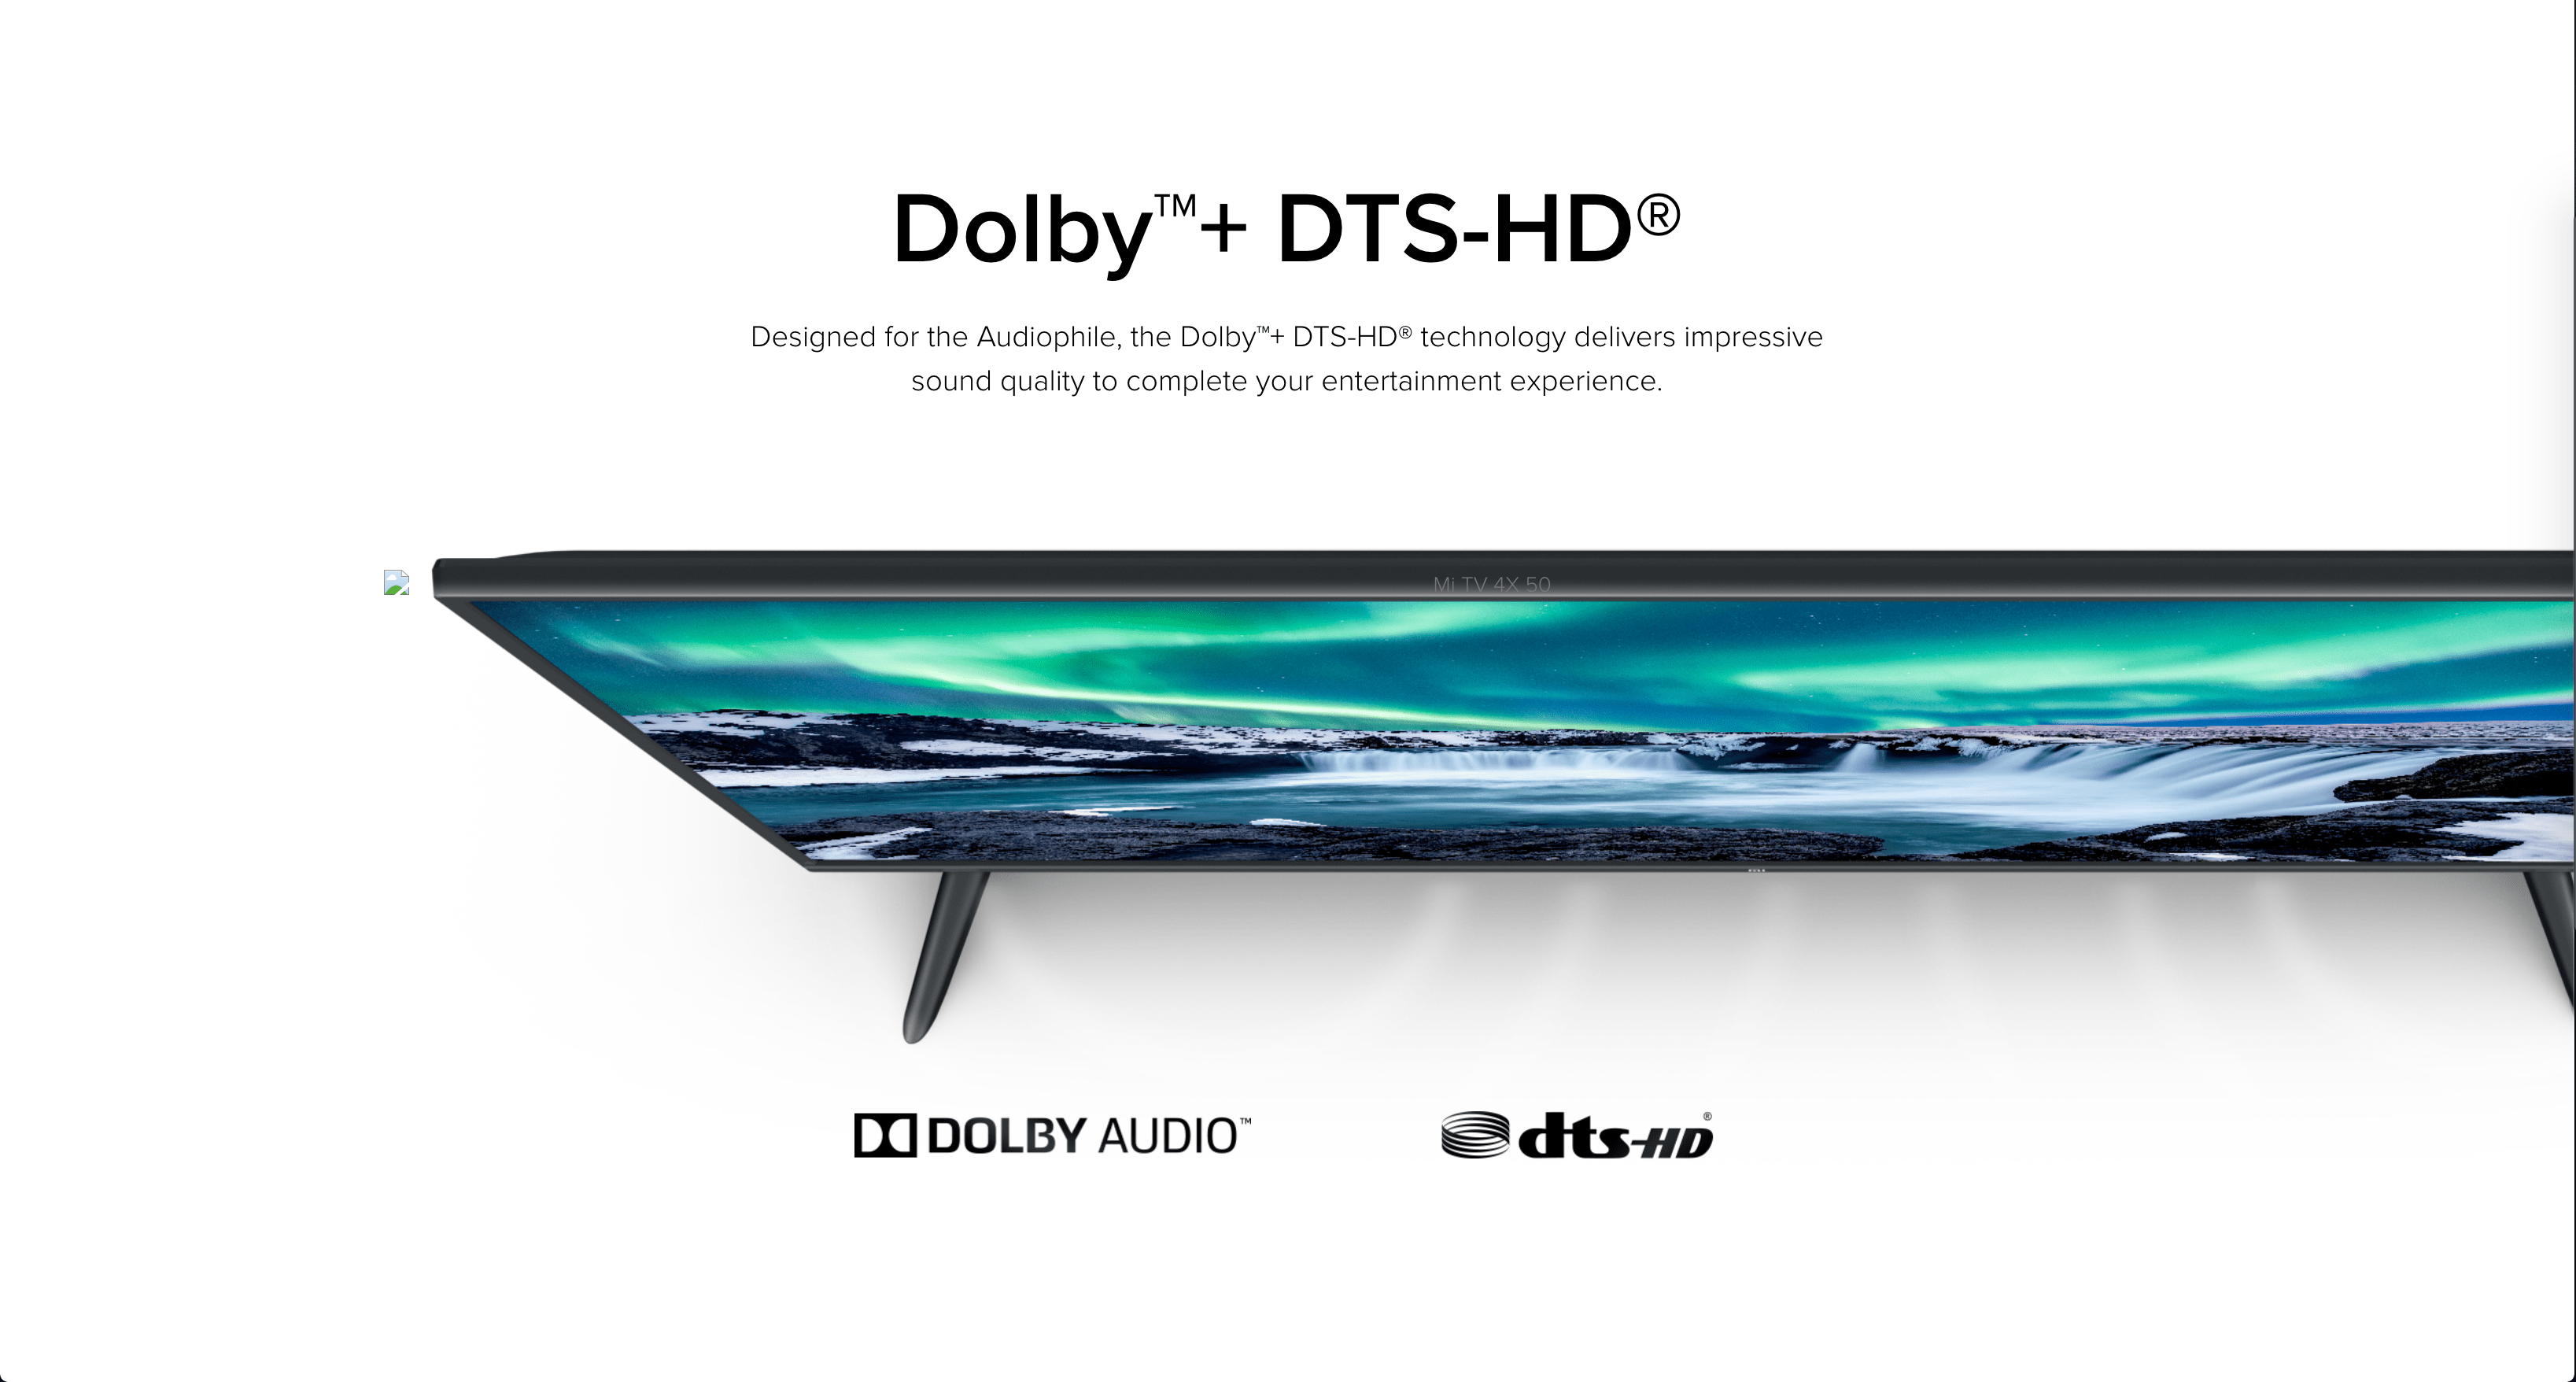 Dolby™+ DTS-HD®
Designed for the Audiophile, the Dolby™+ DTS-HD® technology delivers impressive
sound quality to complete your entertainment experience.
Mi TV 4X 50
DOLBY AUDIO™
dts-HD®